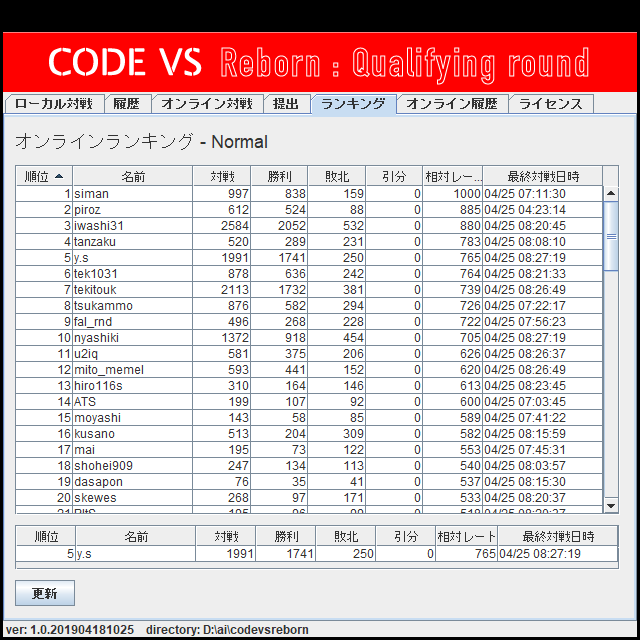 CODE VS Reborn : Qualifying round
ローカル対戦 履歴 オンライン対戦 提出 ランキング オンライン履歴 ライセンス
オンラインランキング - Normal
順位 名前 対戦 勝利 敗北 引分 相対レー... 最終対戦日時
1 siman 997 838 159 0 1000 04/25 07:11:30
2 piroz 612 524 88 0 885 04/23 04:23:14
3 iwashi31 2584 2052 532 0 880 04/25 08:20:45
4 tanzaku 520 289 231 0 783 04/25 08:08:10
5 y.s 1991 1741 250 0 765 04/25 08:27:19
6 tek1031 878 636 242 0 764 04/25 08:21:33
7 tekitouk 2113 1732 381 0 739 04/25 08:26:49
8 tsukammo 876 582 294 0 726 04/25 07:22:17
9 fal_rnd 496 268 228 0 722 04/25 07:56:23
10 nyashiki 1372 918 454 0 705 04/25 08:27:19
11 u2iq 581 375 206 0 626 04/25 08:26:37
12 mito_memel 593 441 152 0 620 04/25 08:26:49
13 hiro116s 310 164 146 0 613 04/25 08:23:45
14 ATS 199 107 92 0 600 04/25 07:03:45
15 moyashi 143 58 85 0 589 04/25 07:41:22
16 kusano 513 204 309 0 582 04/25 08:15:59
17 mai 195 73 122 0 553 04/25 07:45:31
18 shohei909 247 134 113 0 540 04/25 08:03:57
19 dasapon 76 35 41 0 537 04/25 08:15:30
20 skewes 268 97 171 0 533 04/25 08:20:37
順位 名前 対戦 勝利 敗北 引分 相対レート 最終対戦日時
5 y.s 1991 1741 250 0 765 04/25 08:27:19
更新
ver: 1.0.201904181025 directory: D:\ai\codevsreborn